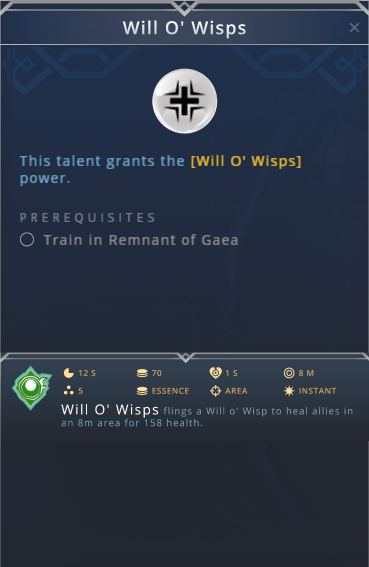 Will O' Wisps
This talent grants the [Will O' Wisps]
power.
PREREQUISITES
Train in Remnant of Gaea
12 S 70 1 S 8 M
5 ESSENCE AREA INSTANT
Will O' Wisps flings a Will o' Wisp to heal allies in
an 8m area for 158 health.